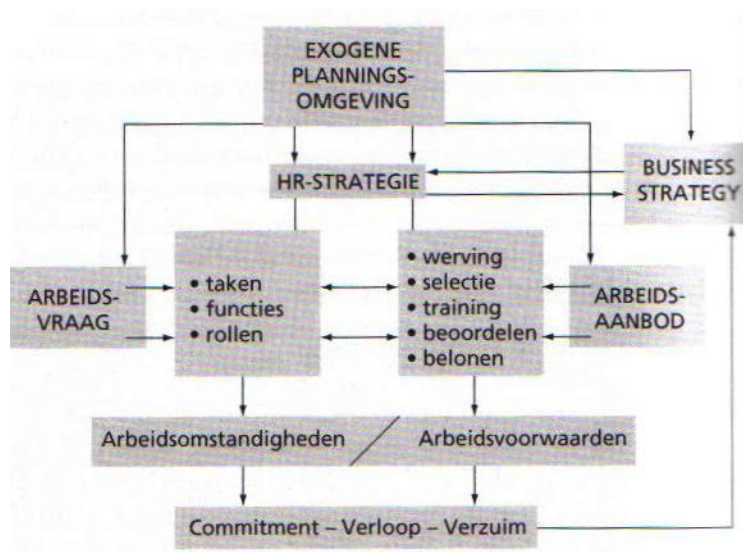 EXOGENE
PLANNINGS-
OMGEVING
HR-STRATEGIE
BUSINESS
STRATEGY
ARBEIDS-
VRAAG
• taken
• functies
• rollen
• werving
• selectie
• training
• beoordelen
• belonen
ARBEIDS-
AANBOD
Arbeidsomstandigheden / Arbeidsvoorwaarden
Commitment – Verloop – Verzuim